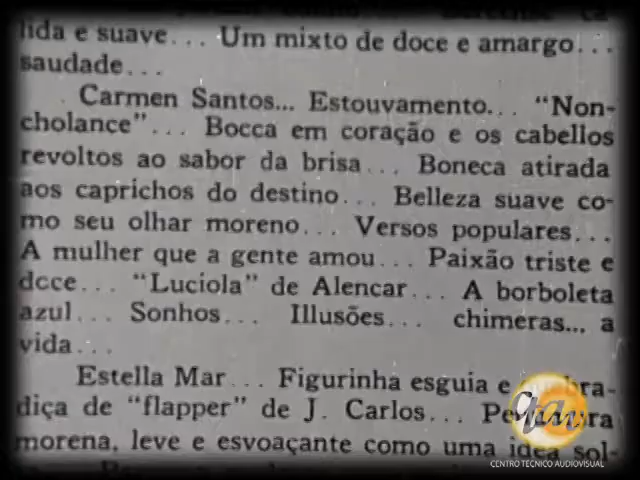 lida e suave... Um mixto de doce e amargo...
saudade...
Carmen Santos... Estouvamento... "Non-
cholance"... Bocca em coração e os cabellos
revoltos ao sabor da brisa... Boneca atirada
aos caprichos do destino... Belleza suave co-
mo seu olhar moreno... Versos populares...
A mulher que a gente amou... Paixão triste e
doce... "Luciola" de Alencar... A borboleta
azul... Sonhos... Illusões... chimeras... a
vida...
Estella Mar... Figurinha esguia e
diça de "flapper" de J. Carlos...
morena, leve e esvoaçante como uma idéa sol-
CENTRO TECNICO AUDIOVISUAL